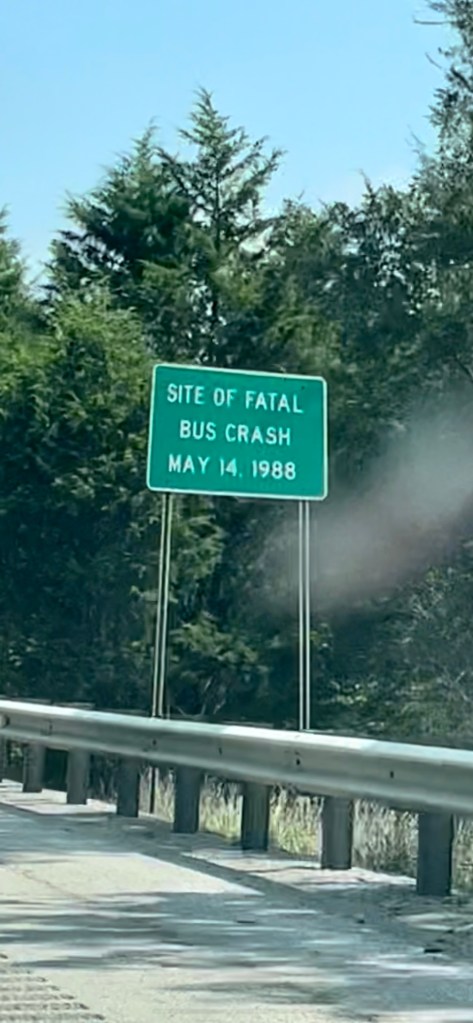 SITE OF FATAL
BUS CRASH
MAY 14, 1988